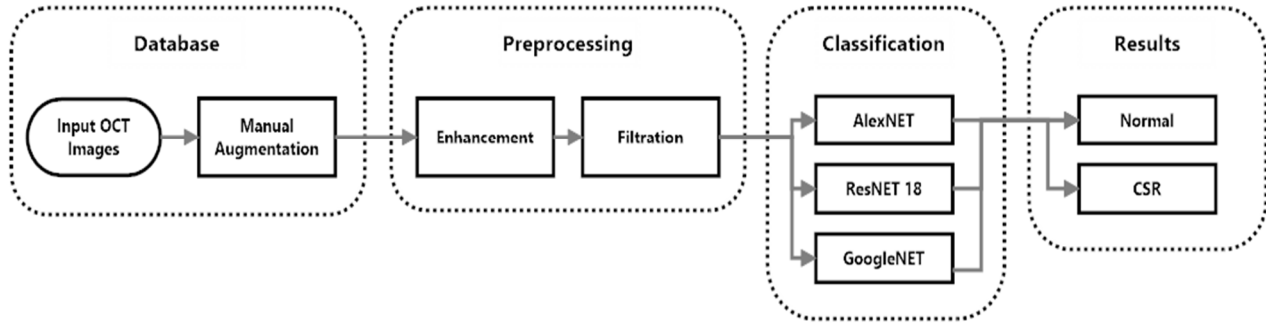 Database
Input OCT
Images
Manual
Augmentation
Preprocessing
Enhancement
Filtration
Classification
AlexNET
ResNET 18
GoogleNET
Results
Normal
CSR